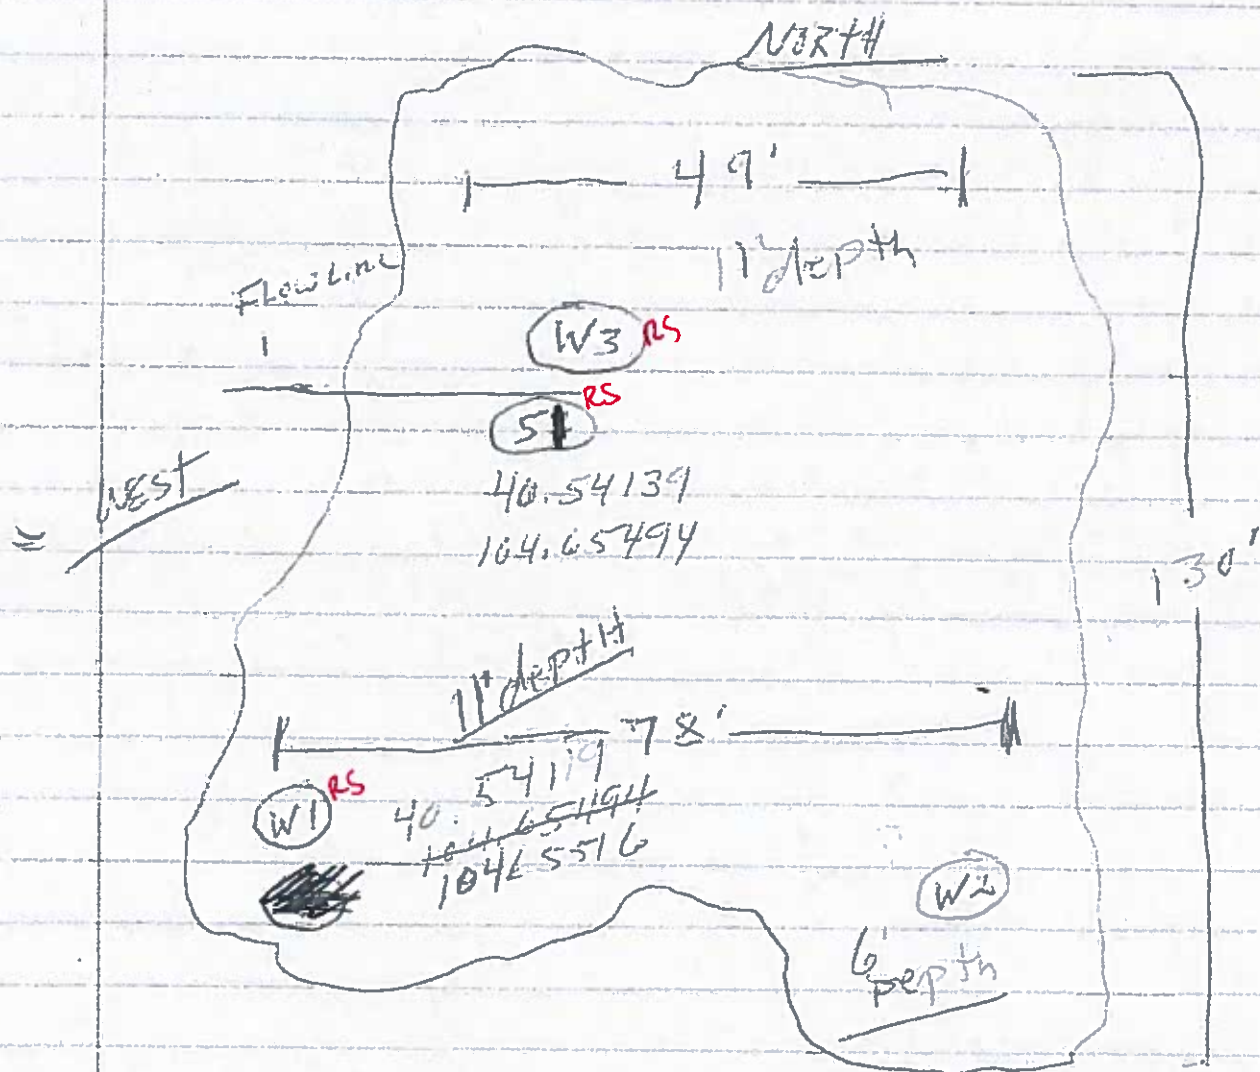 NORTH
49'
11' depth
Flowline
W3 RS
RS
S1
West
40.54139
104.65494
130'
11' depth
78'
W1 RS
40.54119
104.65494
104.65516
W2
6' Depth